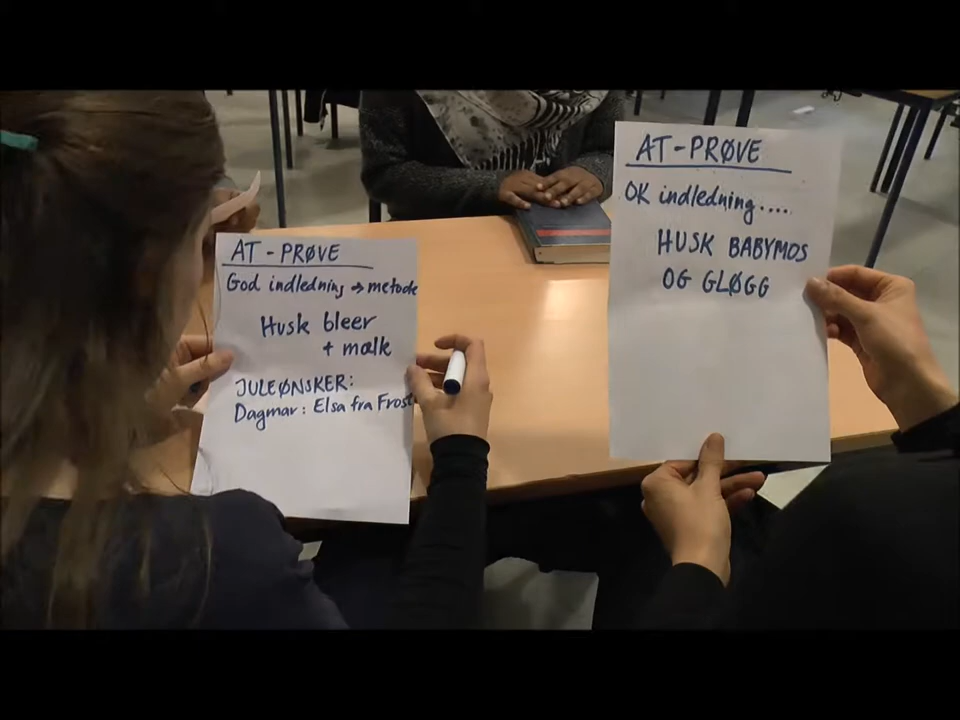 AT-PRØVE
God indledning → metode
Husk bleer
+ mælk
JULEØNSKER:
Dagmar: Elsa fra Frost
AT-PRØVE
OK indledning....
HUSK BABYMOS
OG GLØGG